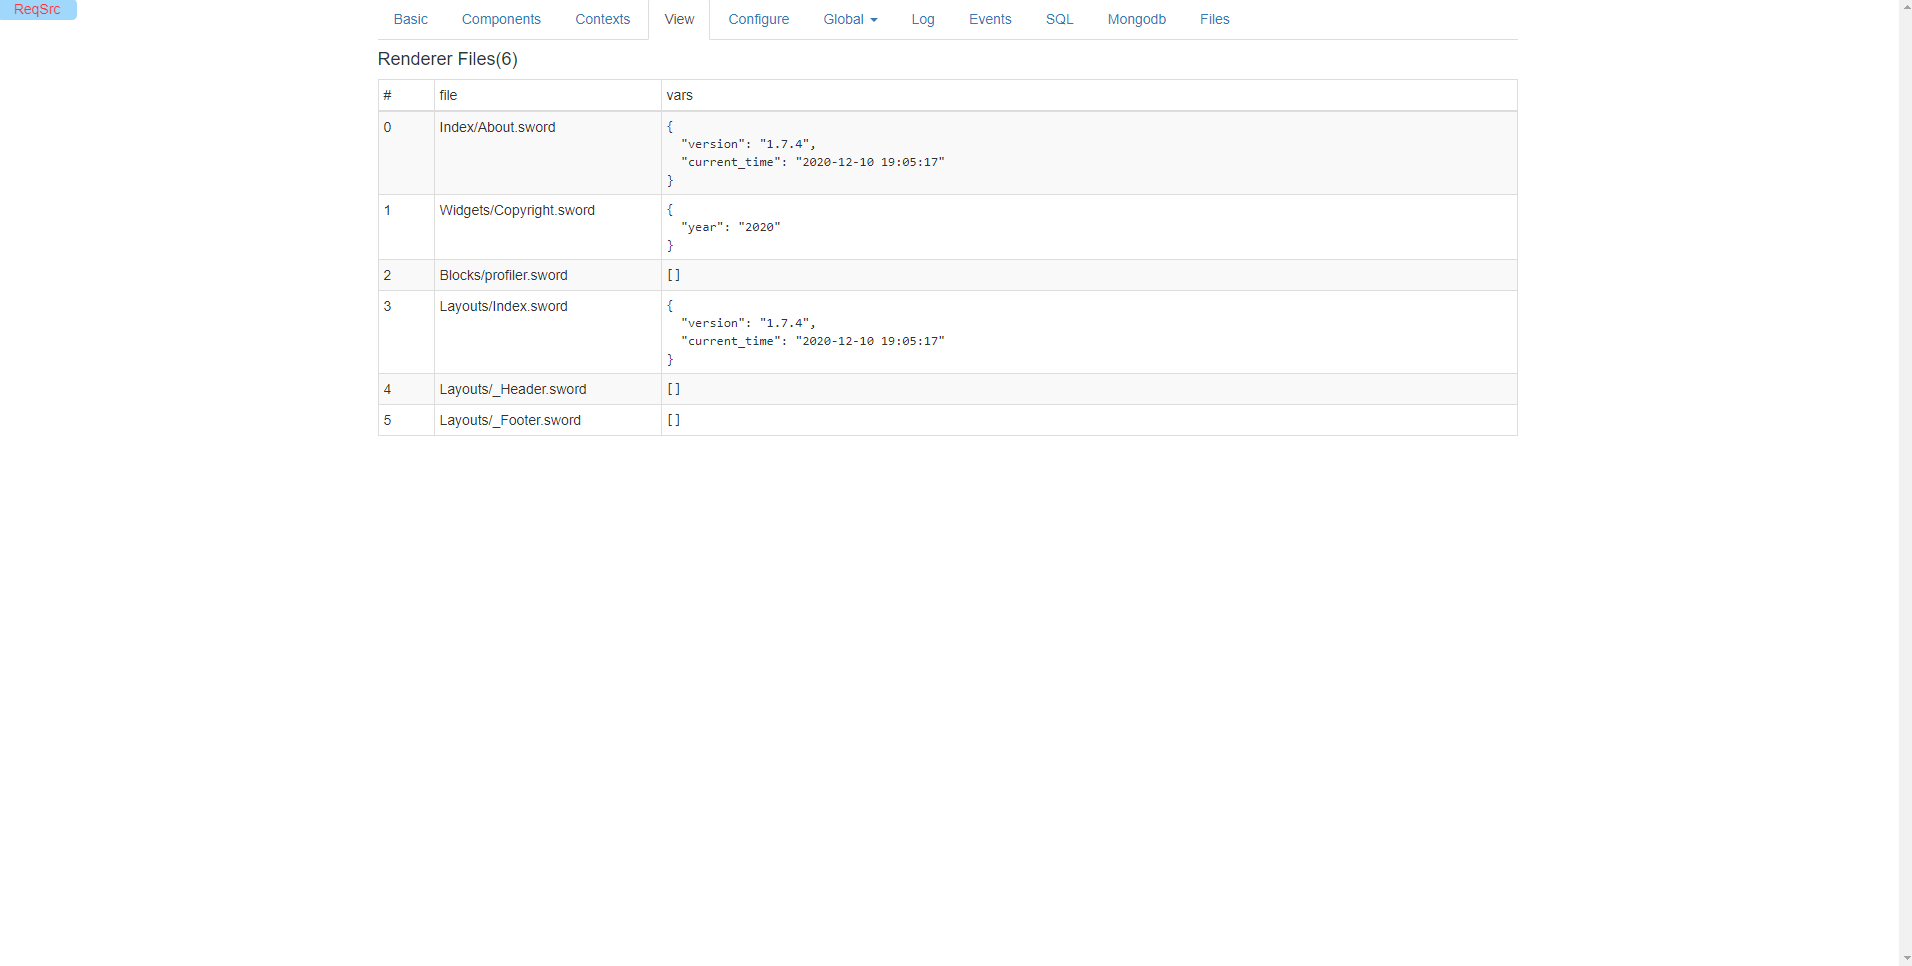 ReqSrc
Basic Components Contexts View Configure Global Log Events SQL Mongodb Files
Renderer Files(6)
# file vars
0 Index/About.sword {
"version": "1.7.4",
"current_time": "2020-12-10 19:05:17"
}
1 Widgets/Copyright.sword {
"year": "2020"
}
2 Blocks/profiler.sword []
3 Layouts/Index.sword {
"version": "1.7.4",
"current_time": "2020-12-10 19:05:17"
}
4 Layouts/_Header.sword []
5 Layouts/_Footer.sword []